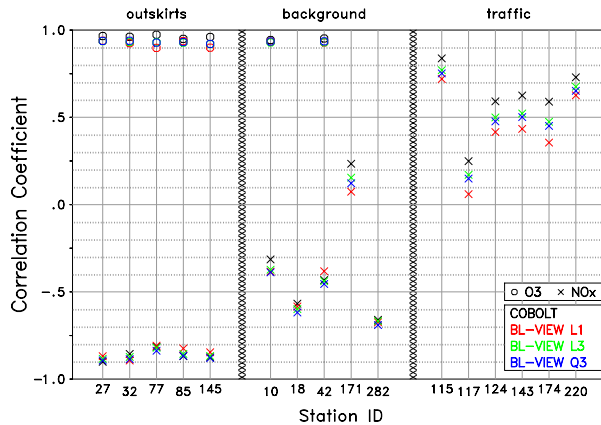 outskirts background traffic
Correlation Coefficient
1.0
.5
.0
-.5
-1.0
O3 NOx
COBOLT
BL-VIEW L1
BL-VIEW L3
BL-VIEW Q3
27 32 77 85 145 10 18 42 171 282 115 117 124 143 174 220
Station ID